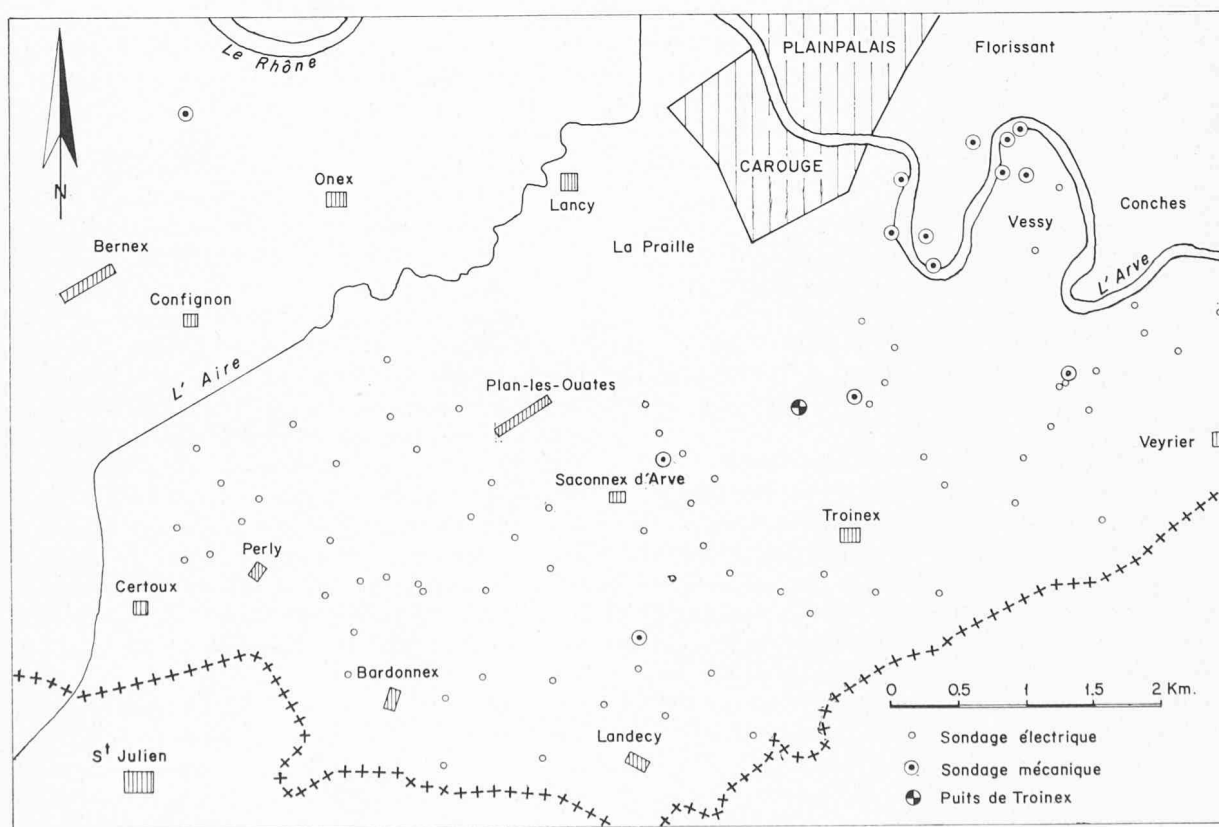 PLAINPALAIS
Florissant
Le Rhône
CAROUGE
Onex
Lancy
N
Conches
Vessy
Bernex
La Praille
L'Arve
Confignon
L' Aire
Plan-les-Ouates
Veyrier
Saconnex d'Arve
Troinex
Perly
Certoux
Bardonnex
0 0.5 1 1.5 2 Km.
St Julien
Landecy
Sondage électrique
Sondage mécanique
Puits de Troinex